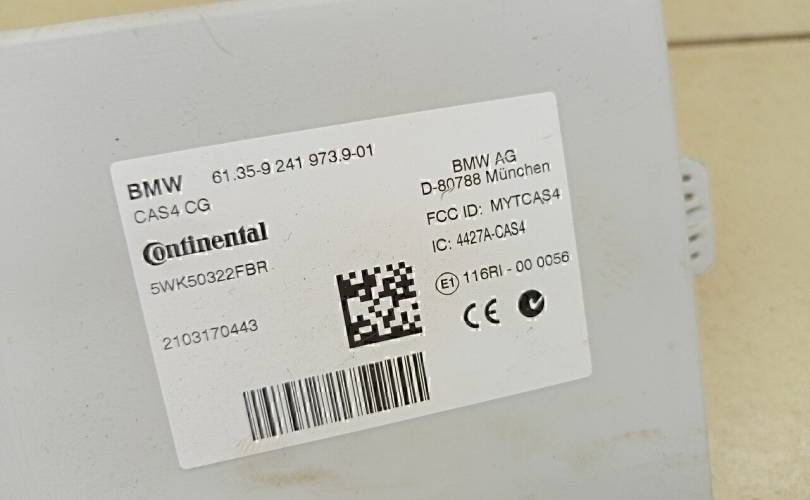 BMW 61.35-9 241 973.9-01
CAS4 CG
Continental
5WK50322FBR
2103170443
BMW AG
D-80788 München
FCC ID: MYTCAS4
IC: 4427A-CAS4
E1 116RI - 00 0056
CE